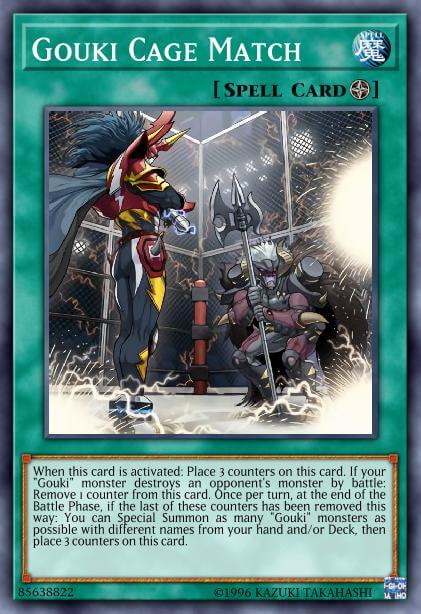 GOUKI CAGE MATCH
SPELL
魔
[SPELL CARD]
When this card is activated: Place 3 counters on this card. If your
"Gouki" monster destroys an opponent's monster by battle:
Remove 1 counter from this card. Once per turn, at the end of the
Battle Phase, if the last of these counters has been removed this
way: You can Special Summon as many "Gouki" monsters as
possible with different names from your hand and/or Deck, then
place 3 counters on this card.
85638822
©1996 KAZUKI TAKAHASHI